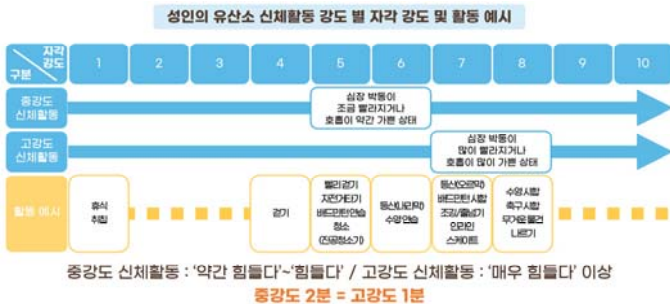 성인의 유산소 신체활동 강도 별 자각 강도 및 활동 예시
자각 강도
구분
1 2 3 4 5 6 7 8 9 10
중강도
신체활동
심장 박동이
조금 빨라지거나
호흡이 약간 가쁜 상태
고강도
신체활동
심장 박동이
많이 빨라지거나
호흡이 많이 가쁜 상태
활동 예시
휴식
취침
걷기
빨리 걷기
자전거타기
배드민턴 연습
청소
(진공청소기)
등산(내리막)
수영 연습
등산(오르막)
배드민턴 시합
조깅/줄넘기
인라인
스케이트
수영 시합
축구 시합
무거운 물건
나르기
중강도 신체활동 : '약간 힘들다'~'힘들다' / 고강도 신체활동 : '매우 힘들다' 이상
중강도 2분 = 고강도 1분